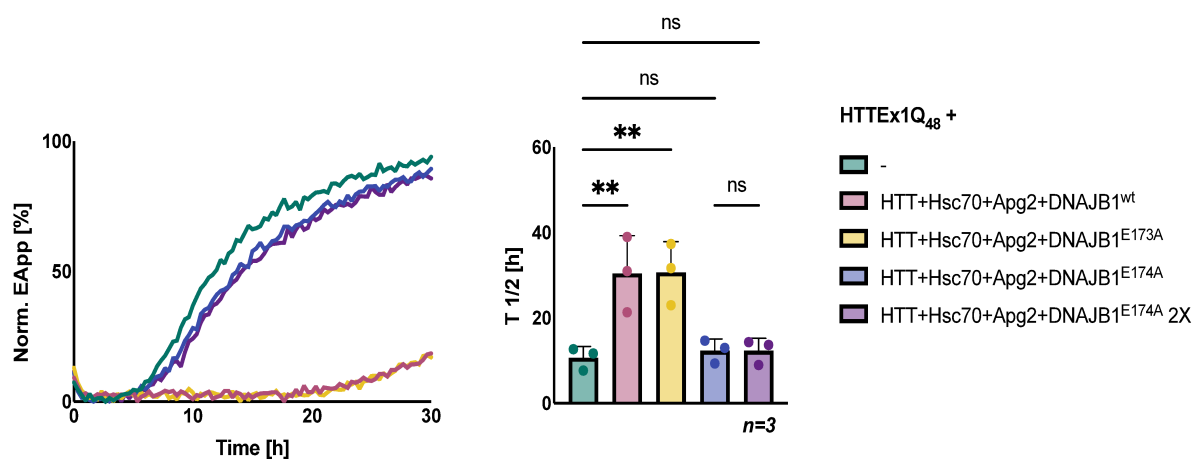 100
50
0
Norm. EApp [%]
0
10
20
30
Time [h]
ns
ns
**
**
ns
60
40
20
0
T 1/2 [h]
n=3
HTTEx1Q48 +
-
HTT+Hsc70+Apg2+DNAJB1wt
HTT+Hsc70+Apg2+DNAJB1E173A
HTT+Hsc70+Apg2+DNAJB1E174A
HTT+Hsc70+Apg2+DNAJB1E174A 2X